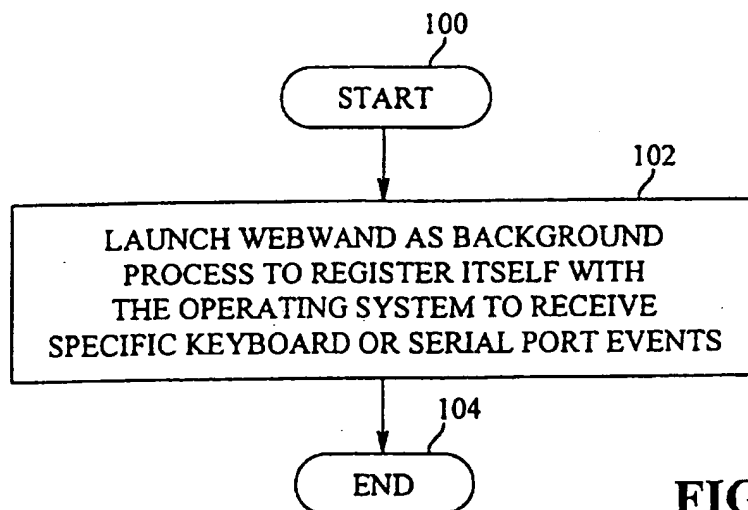 100
START
102
LAUNCH WEBWAND AS BACKGROUND
PROCESS TO REGISTER ITSELF WITH
THE OPERATING SYSTEM TO RECEIVE
SPECIFIC KEYBOARD OR SERIAL PORT EVENTS
104
END
FIG